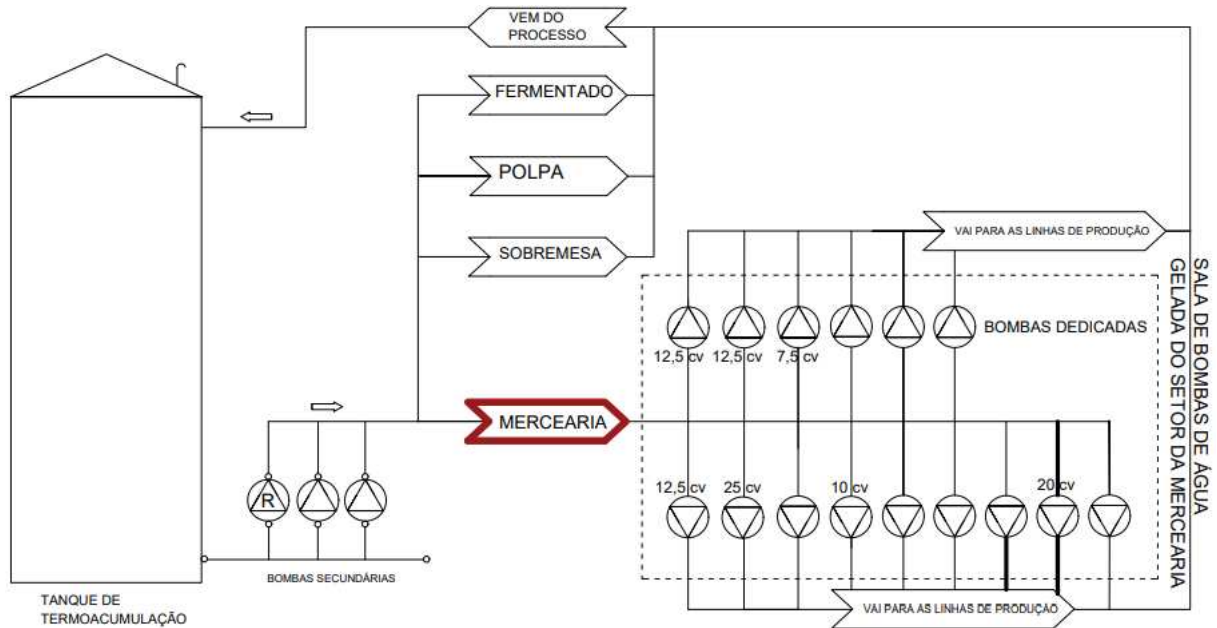 VEM DO
PROCESSO
FERMENTADO
POLPA
SOBREMESA
VAI PARA AS LINHAS DE PRODUÇÃO
BOMBAS DEDICADAS
12,5 cv
12,5 cv
7,5 cv
MERCEARIA
R
BOMBAS SECUNDÁRIAS
12,5 cv
25 cv
10 cv
20 cv
VAI PARA AS LINHAS DE PRODUÇÃO
SALA DE BOMBAS DE ÁGUA
GELADA DO SETOR DA MERCEARIA
TANQUE DE
TERMOACUMULAÇÃO